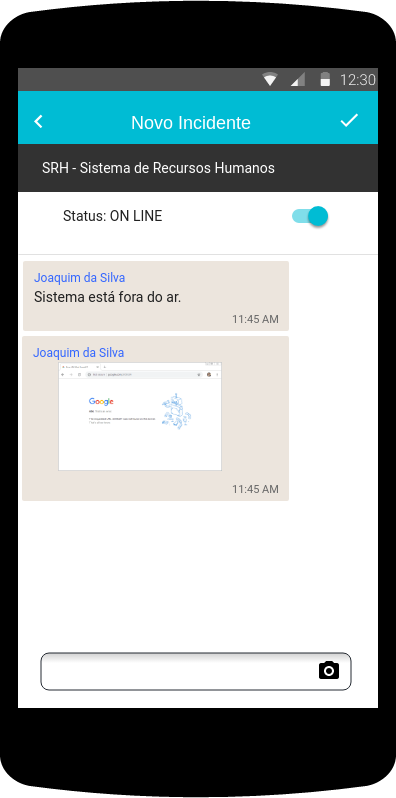 12:30
Novo Incidente
SRH - Sistema de Recursos Humanos
Status: ON LINE
Joaquim da Silva
Sistema está fora do ar.
11:45 AM
Joaquim da Silva
Google
11:45 AM